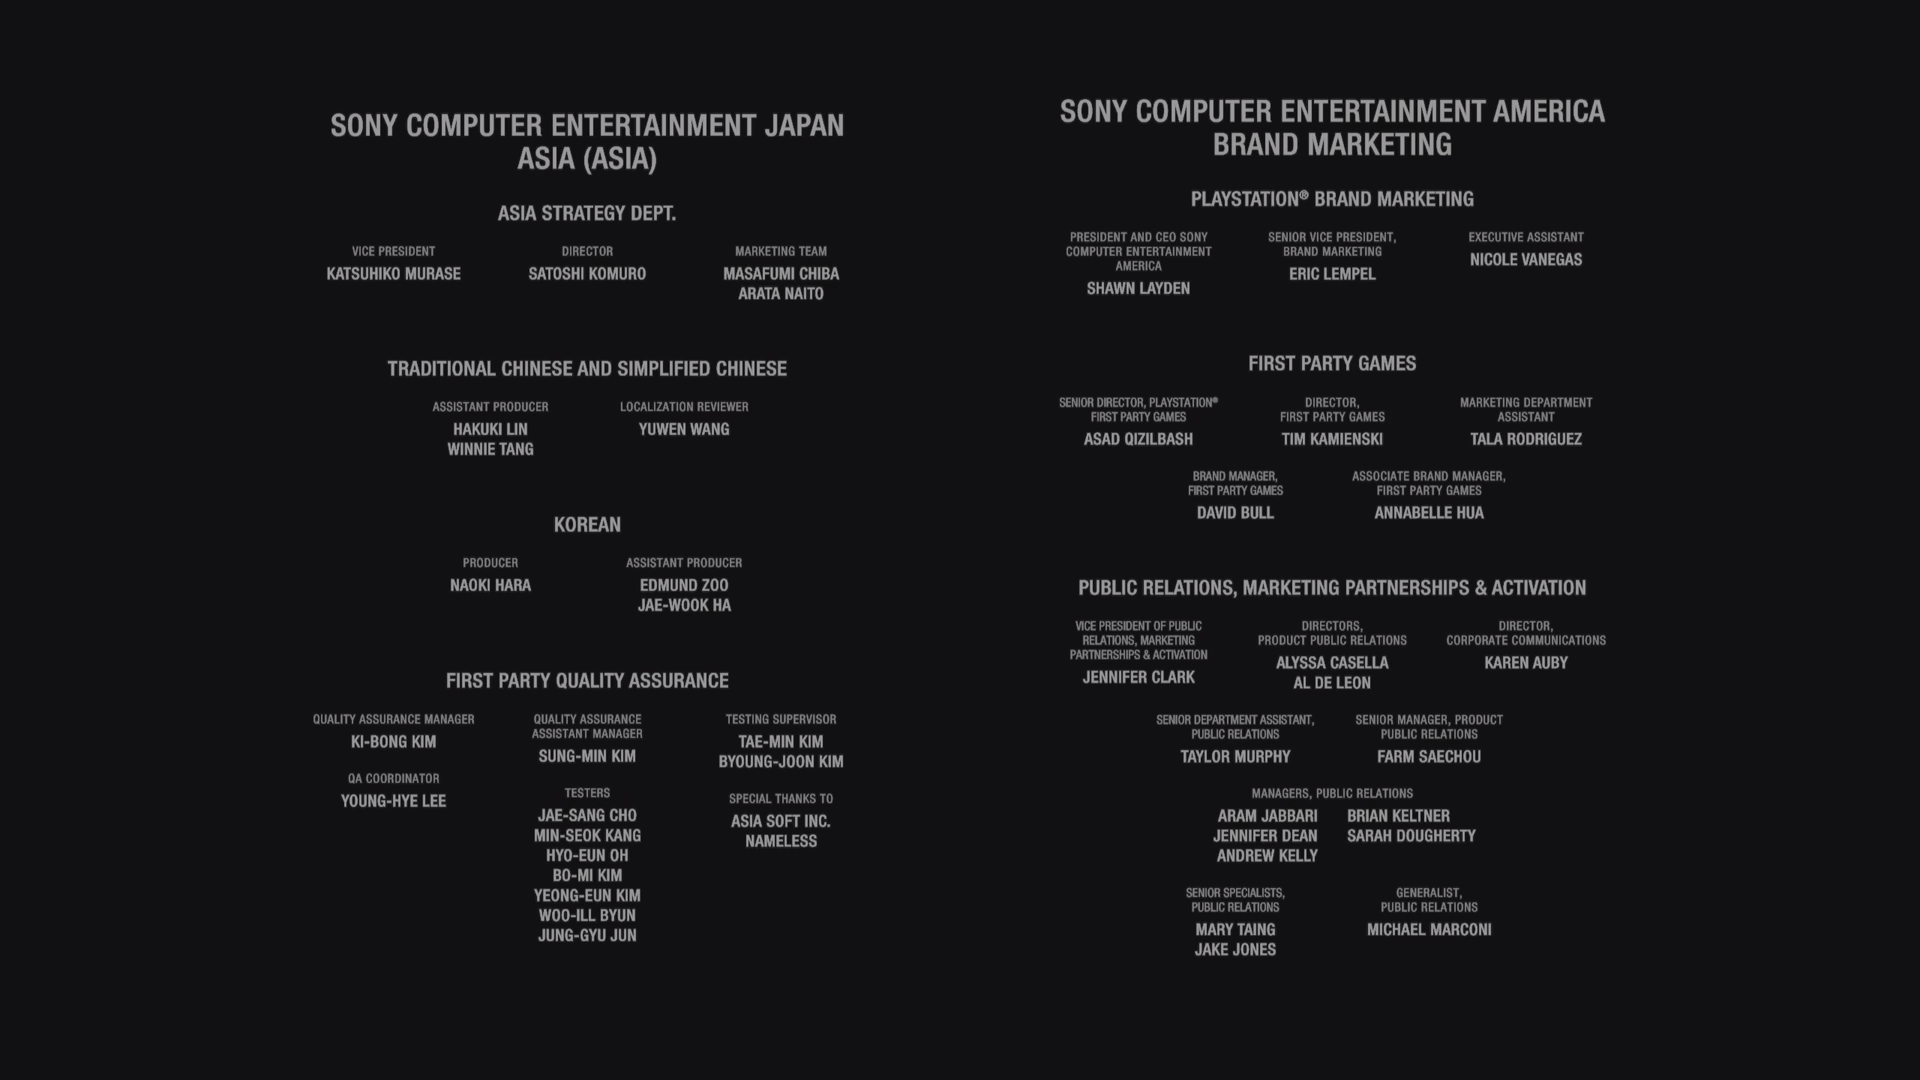 SONY COMPUTER ENTERTAINMENT JAPAN
ASIA (ASIA)
ASIA STRATEGY DEPT.
VICE PRESIDENT
KATSUHIKO MURASE
DIRECTOR
SATOSHI KOMURO
MARKETING TEAM
MASAFUMI CHIBA
ARATA NAITO
TRADITIONAL CHINESE AND SIMPLIFIED CHINESE
ASSISTANT PRODUCER
HAKUKI LIN
WINNIE TANG
LOCALIZATION REVIEWER
YUWEN WANG
KOREAN
PRODUCER
NAOKI HARA
ASSISTANT PRODUCER
EDMUND ZOO
JAE-WOOK HA
FIRST PARTY QUALITY ASSURANCE
QUALITY ASSURANCE MANAGER
KI-BONG KIM
QA COORDINATOR
YOUNG-HYE LEE
QUALITY ASSURANCE
ASSISTANT MANAGER
SUNG-MIN KIM
TESTERS
JAE-SANG CHO
MIN-SEOK KANG
HYO-EUN OH
BO-MI KIM
YEONG-EUN KIM
WOO-ILL BYUN
JUNG-GYU JUN
TESTING SUPERVISOR
TAE-MIN KIM
BYOUNG-JOON KIM
SPECIAL THANKS TO
ASIA SOFT INC.
NAMELESS
SONY COMPUTER ENTERTAINMENT AMERICA
BRAND MARKETING
PLAYSTATION® BRAND MARKETING
PRESIDENT AND CEO SONY
COMPUTER ENTERTAINMENT
AMERICA
SHAWN LAYDEN
SENIOR VICE PRESIDENT,
BRAND MARKETING
ERIC LEMPEL
EXECUTIVE ASSISTANT
NICOLE VANEGAS
FIRST PARTY GAMES
SENIOR DIRECTOR, PLAYSTATION®
FIRST PARTY GAMES
ASAD QIZILBASH
DIRECTOR,
FIRST PARTY GAMES
TIM KAMIENSKI
MARKETING DEPARTMENT
ASSISTANT
TALA RODRIGUEZ
BRAND MANAGER,
FIRST PARTY GAMES
DAVID BULL
ASSOCIATE BRAND MANAGER,
FIRST PARTY GAMES
ANNABELLE HUA
PUBLIC RELATIONS, MARKETING PARTNERSHIPS & ACTIVATION
VICE PRESIDENT OF PUBLIC
RELATIONS, MARKETING
PARTNERSHIPS & ACTIVATION
JENNIFER CLARK
DIRECTORS,
PRODUCT PUBLIC RELATIONS
ALYSSA CASELLA
AL DE LEON
DIRECTOR,
CORPORATE COMMUNICATIONS
KAREN AUBY
SENIOR DEPARTMENT ASSISTANT,
PUBLIC RELATIONS
TAYLOR MURPHY
SENIOR MANAGER, PRODUCT
PUBLIC RELATIONS
FARM SAECHOU
MANAGERS, PUBLIC RELATIONS
ARAM JABBARI
JENNIFER DEAN
ANDREW KELLY
BRIAN KELTNER
SARAH DOUGHERTY
SENIOR SPECIALISTS,
PUBLIC RELATIONS
MARY TAING
JAKE JONES
GENERALIST,
PUBLIC RELATIONS
MICHAEL MARCONI